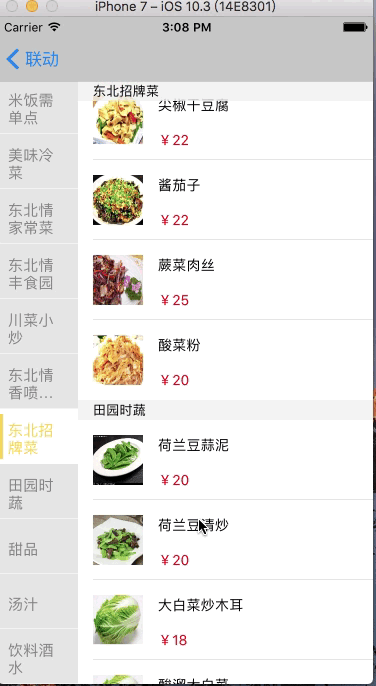 iPhone 7 – iOS 10.3 (14E8301)
Carrier
3:08 PM
联动
米饭需
单点
美味冷
菜
东北情
家常菜
东北情
丰食园
川菜小
炒
东北情
香喷…
东北招
牌菜
田园时
蔬
甜品
汤汁
饮料酒
水
东北招牌菜
尖椒干豆腐
￥22
酱茄子
￥22
蕨菜肉丝
￥25
酸菜粉
￥20
田园时蔬
荷兰豆蒜泥
￥20
荷兰豆清炒
￥20
大白菜炒木耳
￥18
酸溜大白菜